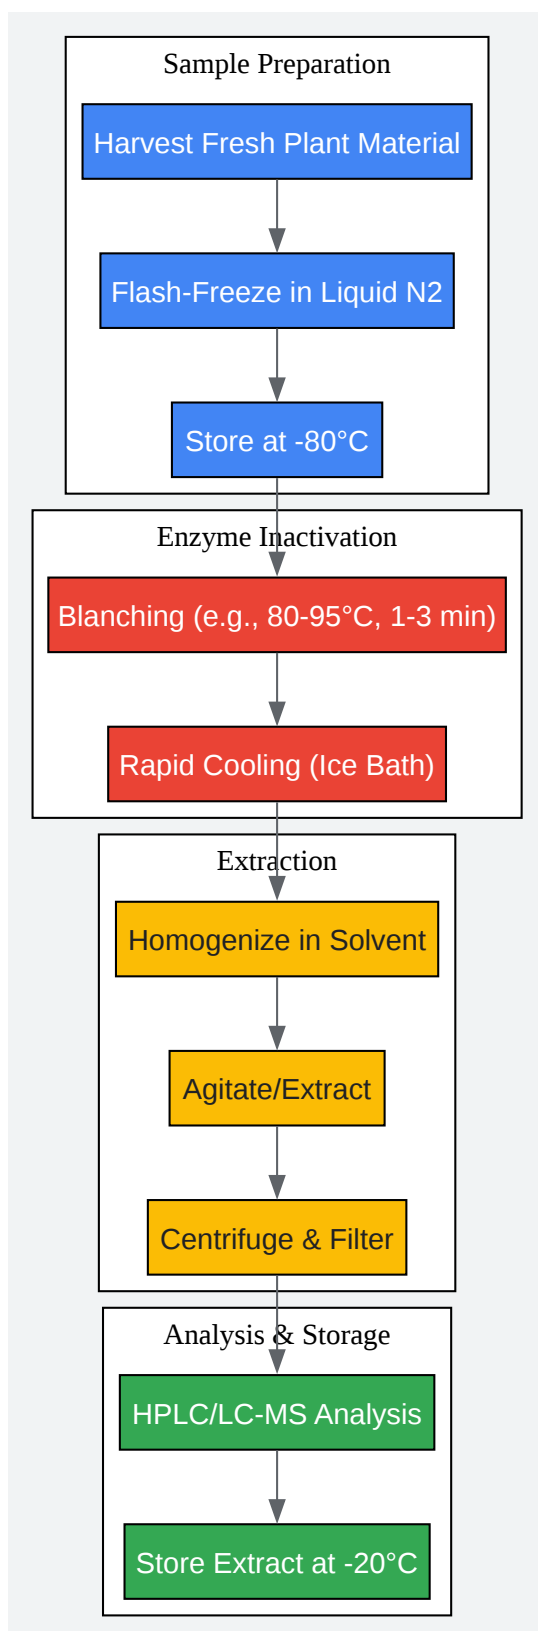 Sample Preparation
Harvest Fresh Plant Material
Flash-Freeze in Liquid N2
Store at -80°C
Enzyme Inactivation
Blanching (e.g., 80-95°C, 1-3 min)
Rapid Cooling (Ice Bath)
Extraction
Homogenize in Solvent
Agitate/Extract
Centrifuge & Filter
Analysis & Storage
HPLC/LC-MS Analysis
Store Extract at -20°C